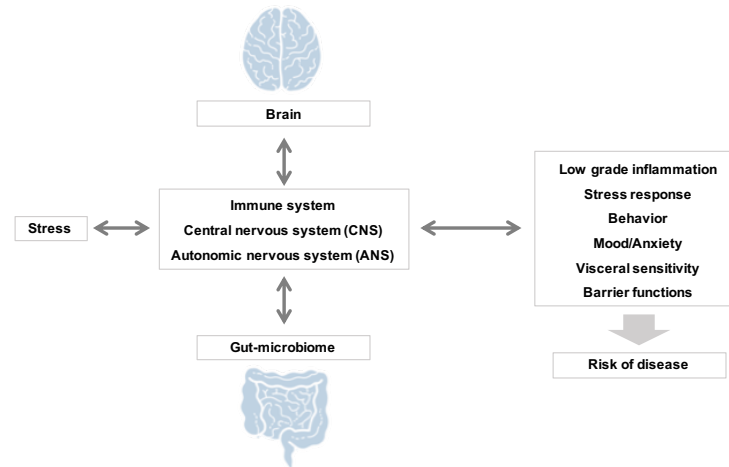 Brain
Immune system
Central nervous system (CNS)
Autonomic nervous system (ANS)
Stress
Gut-microbiome
Low grade inflammation
Stress response
Behavior
Mood/Anxiety
Visceral sensitivity
Barrier functions
Risk of disease